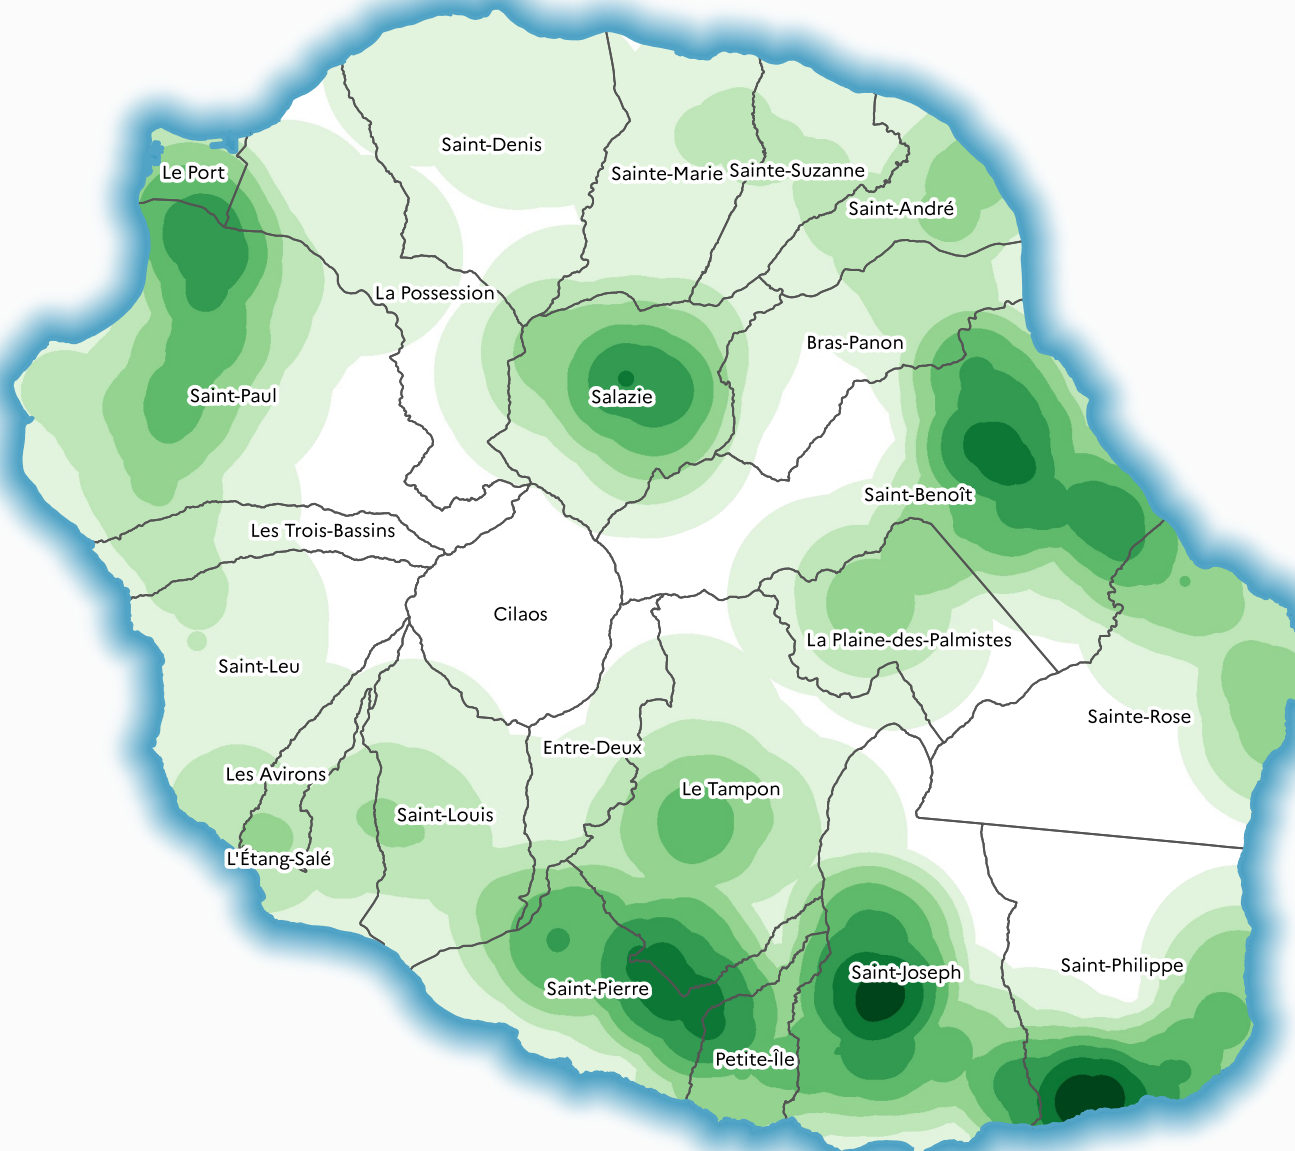 Saint-Denis
Le Port
Sainte-Marie
Sainte-Suzanne
Saint-André
La Possession
Bras-Panon
Saint-Paul
Salazie
Saint-Benoît
Les Trois-Bassins
Cilaos
La Plaine-des-Palmistes
Saint-Leu
Sainte-Rose
Entre-Deux
Les Avirons
Le Tampon
Saint-Louis
L'Étang-Salé
Saint-Philippe
Saint-Joseph
Saint-Pierre
Petite-Île